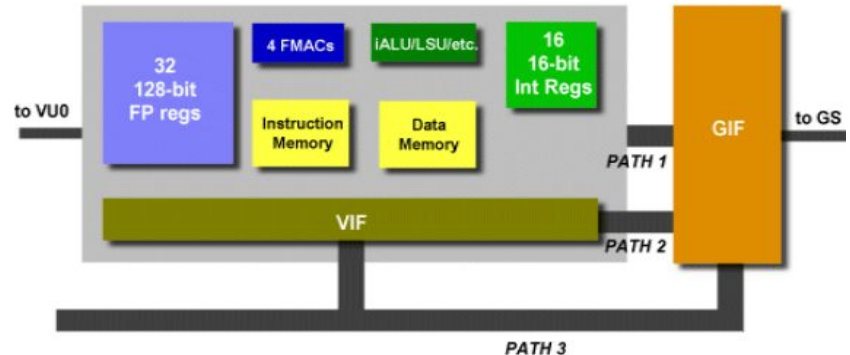 32
128-bit
FP regs
4 FMACs
iALU/LSU/etc.
16
16-bit
Int Regs
to VU0
Instruction
Memory
Data
Memory
GIF
to GS
PATH 1
VIF
PATH 2
PATH 3